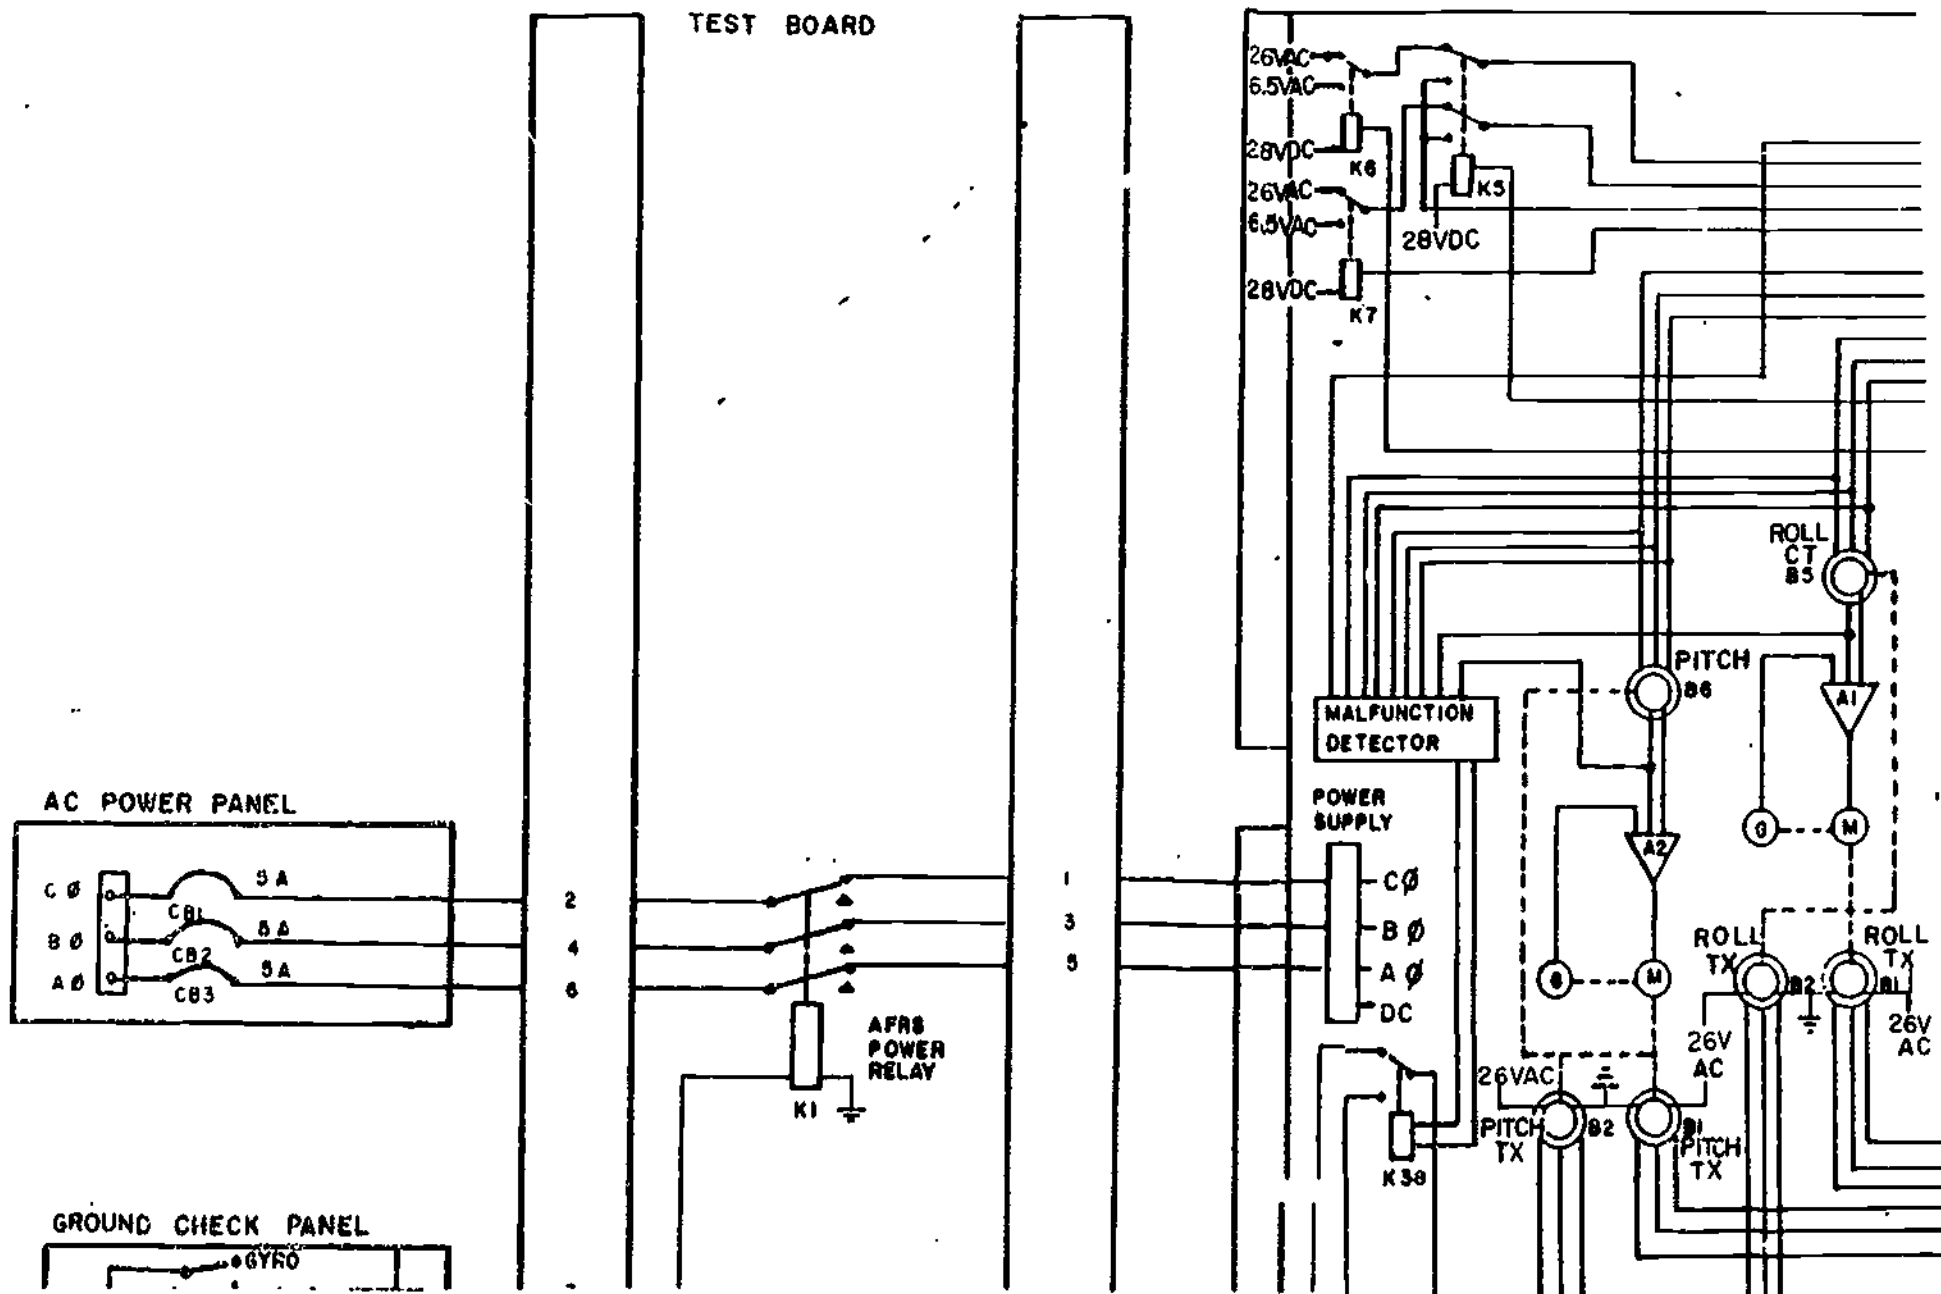 TEST BOARD
26VAC
6.5VAC
28VDC
K6
26VAC
6.5VAC
K5
28VDC
28VDC
K7
ROLL
CT
B5
PITCH
B6
A1
MALFUNCTION
DETECTOR
AC POWER PANEL
POWER
SUPPLY
G
M
A2
CØ
5A
CB1
2
1
CØ
BØ
5A
CB2
4
3
BØ
AØ
5A
CB3
6
5
AØ
DC
ROLL
TX
B2
ROLL
TX
B1
G
M
26V
AC
26V
AC
AFRS
POWER
RELAY
K1
26VAC
PITCH
TX
B2
B1
PITCH
TX
K38
GROUND CHECK PANEL
GYRO